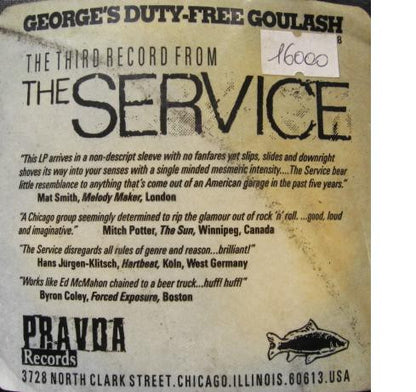 GEORGE'S DUTY-FREE GOULASH
8
16000
THE THIRD RECORD FROM
THE SERVICE
"This LP arrives in a non-descript sleeve with no fanfares yet slips, slides and downright
shoves its way into your senses with a single minded mesmeric intensity....The Service bear
little resemblance to anything that's come out of an American garage in the past five years."
Mat Smith, Melody Maker, London
"A Chicago group seemingly determined to rip the glamour out of rock 'n' roll. ...good, loud
and imaginative." Mitch Potter, The Sun, Winnipeg, Canada
"The Service disregards all rules of genre and reason...brilliant!"
Hans Jürgen-Klitsch, Hartbeat, Köln, West Germany
"Works like Ed McMahon chained to a beer truck...huff! huff!"
Byron Coley, Forced Exposure, Boston
PRAVDA
Records
3728 NORTH CLARK STREET.CHICAGO.ILLINOIS.60613.USA